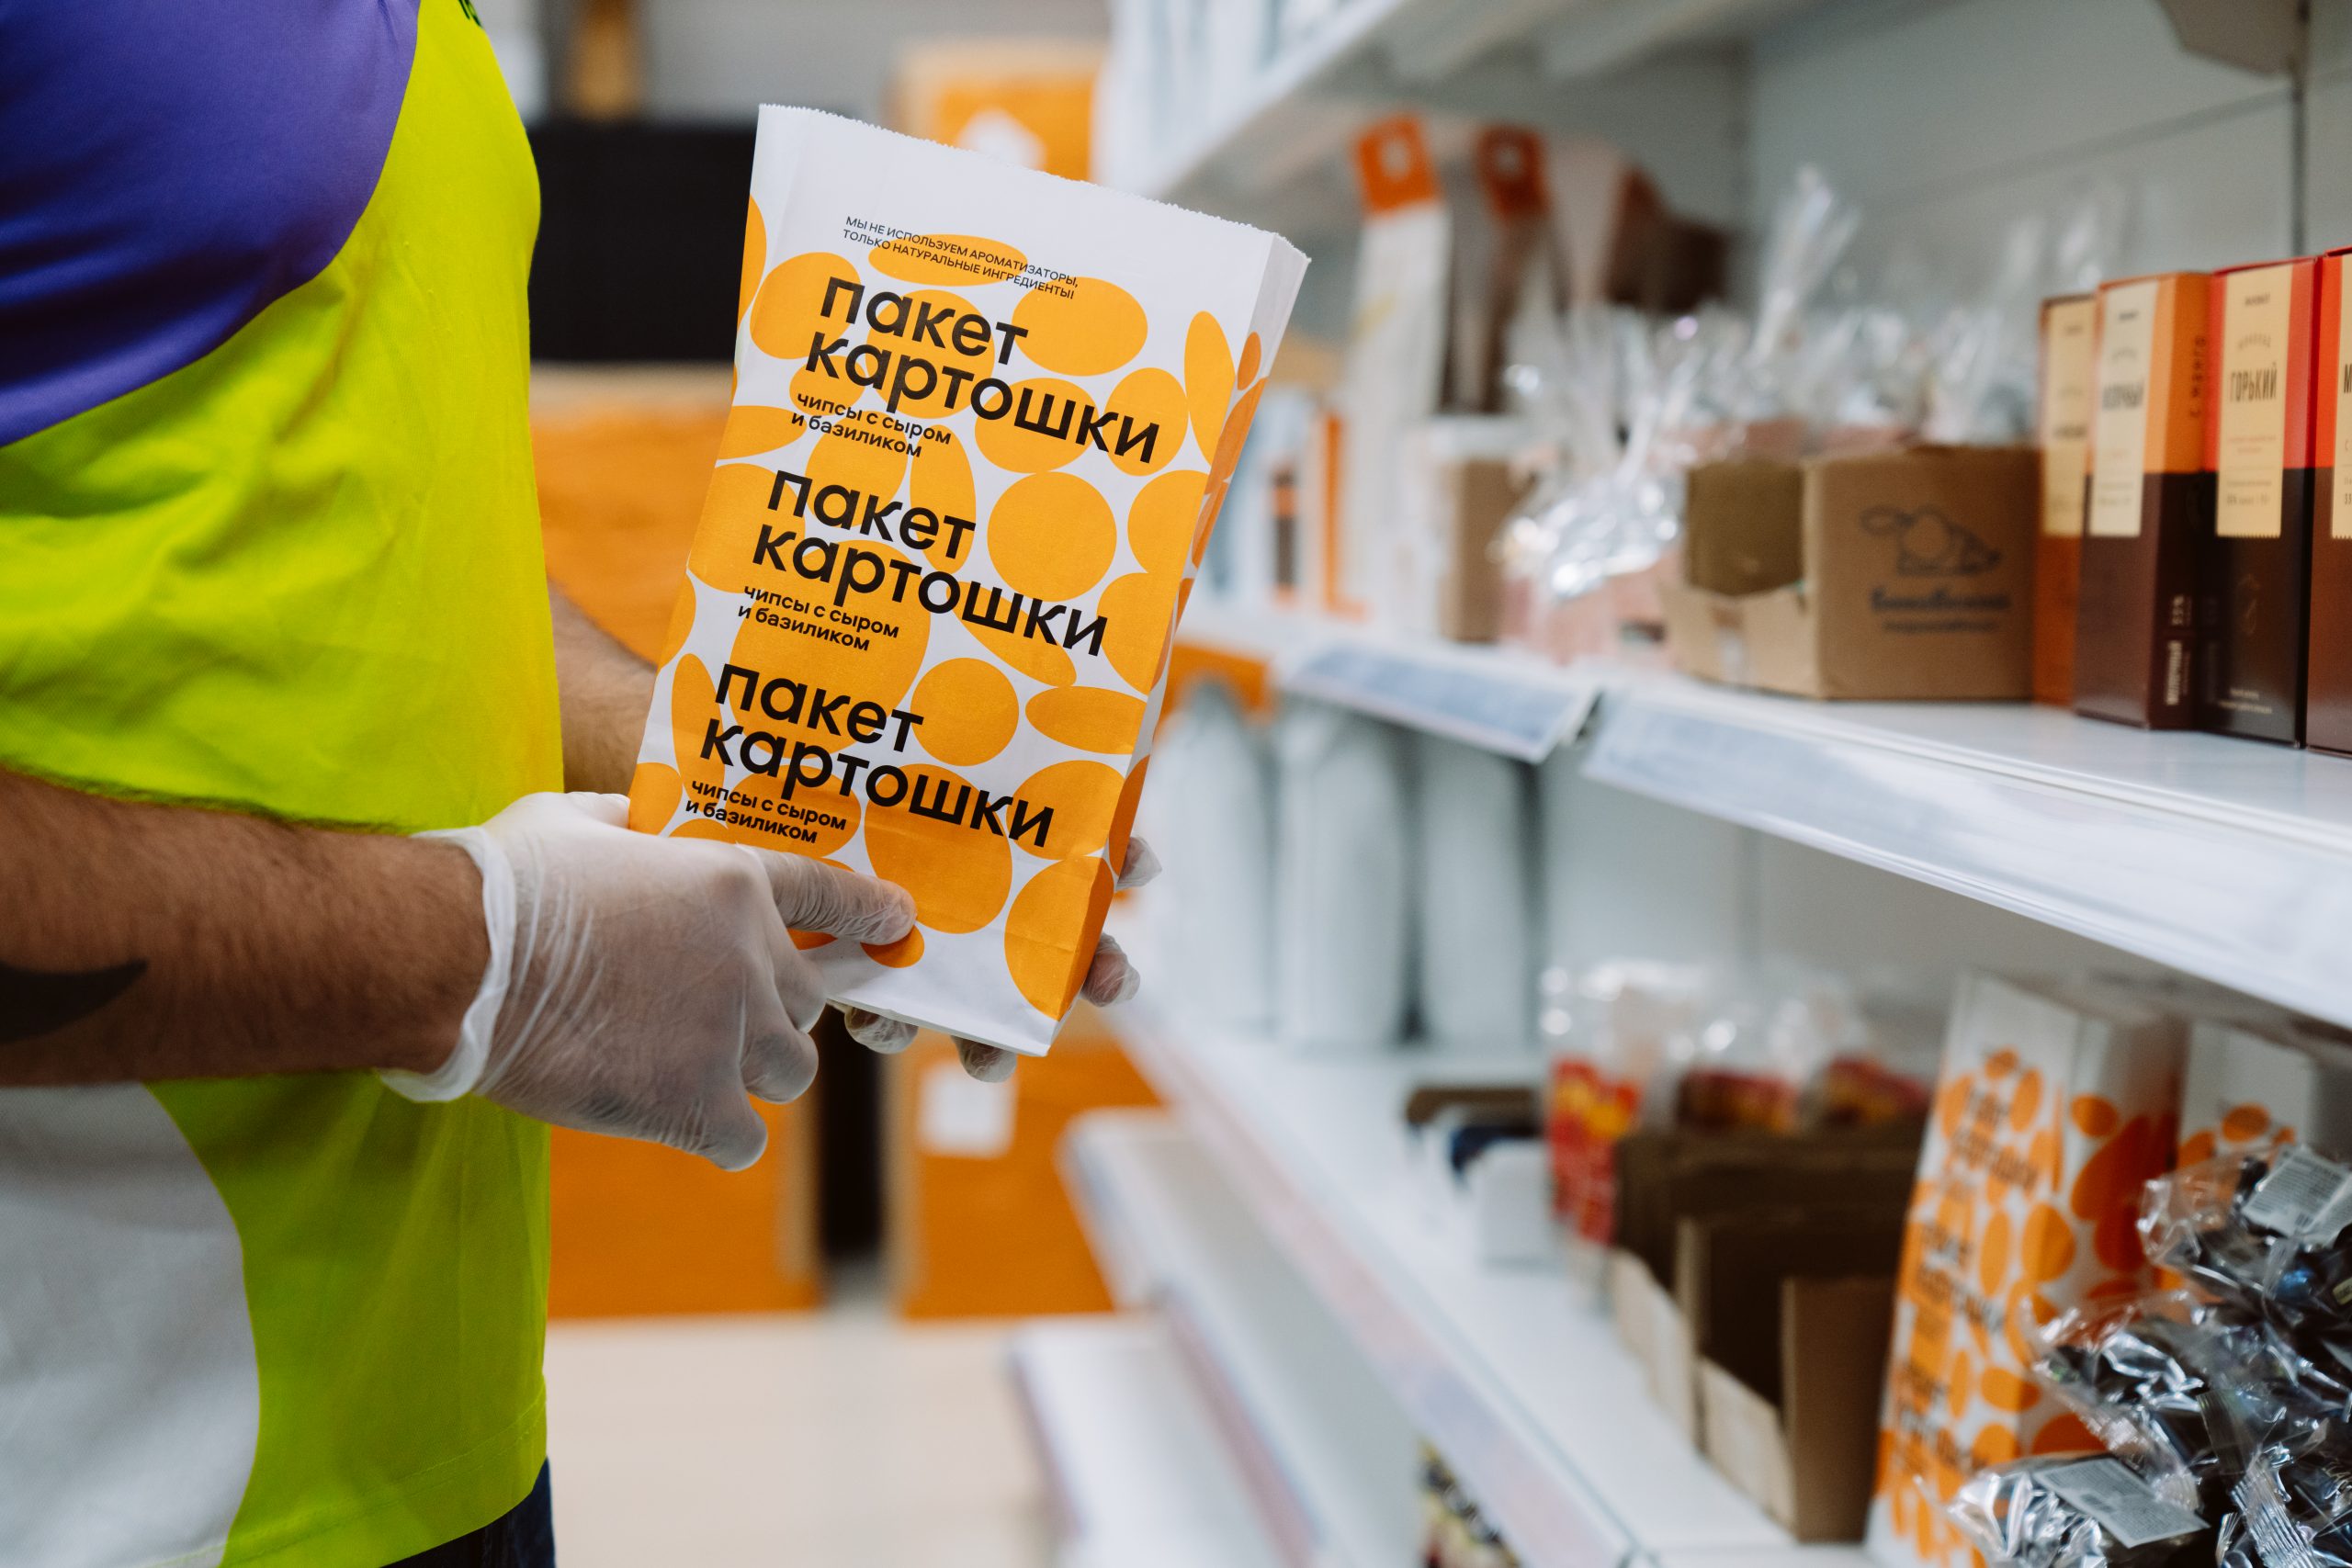 МЫ НЕ ИСПОЛЬЗУЕМ АРОМАТИЗАТОРЫ,
ТОЛЬКО НАТУРАЛЬНЫЕ ИНГРЕДИЕНТЫ!
пакет
картошки
чипсы с сыром
и базиликом
пакет
картошки
чипсы с сыром
и базиликом
пакет
картошки
чипсы с сыром
и базиликом
ГОРЬКИЙ